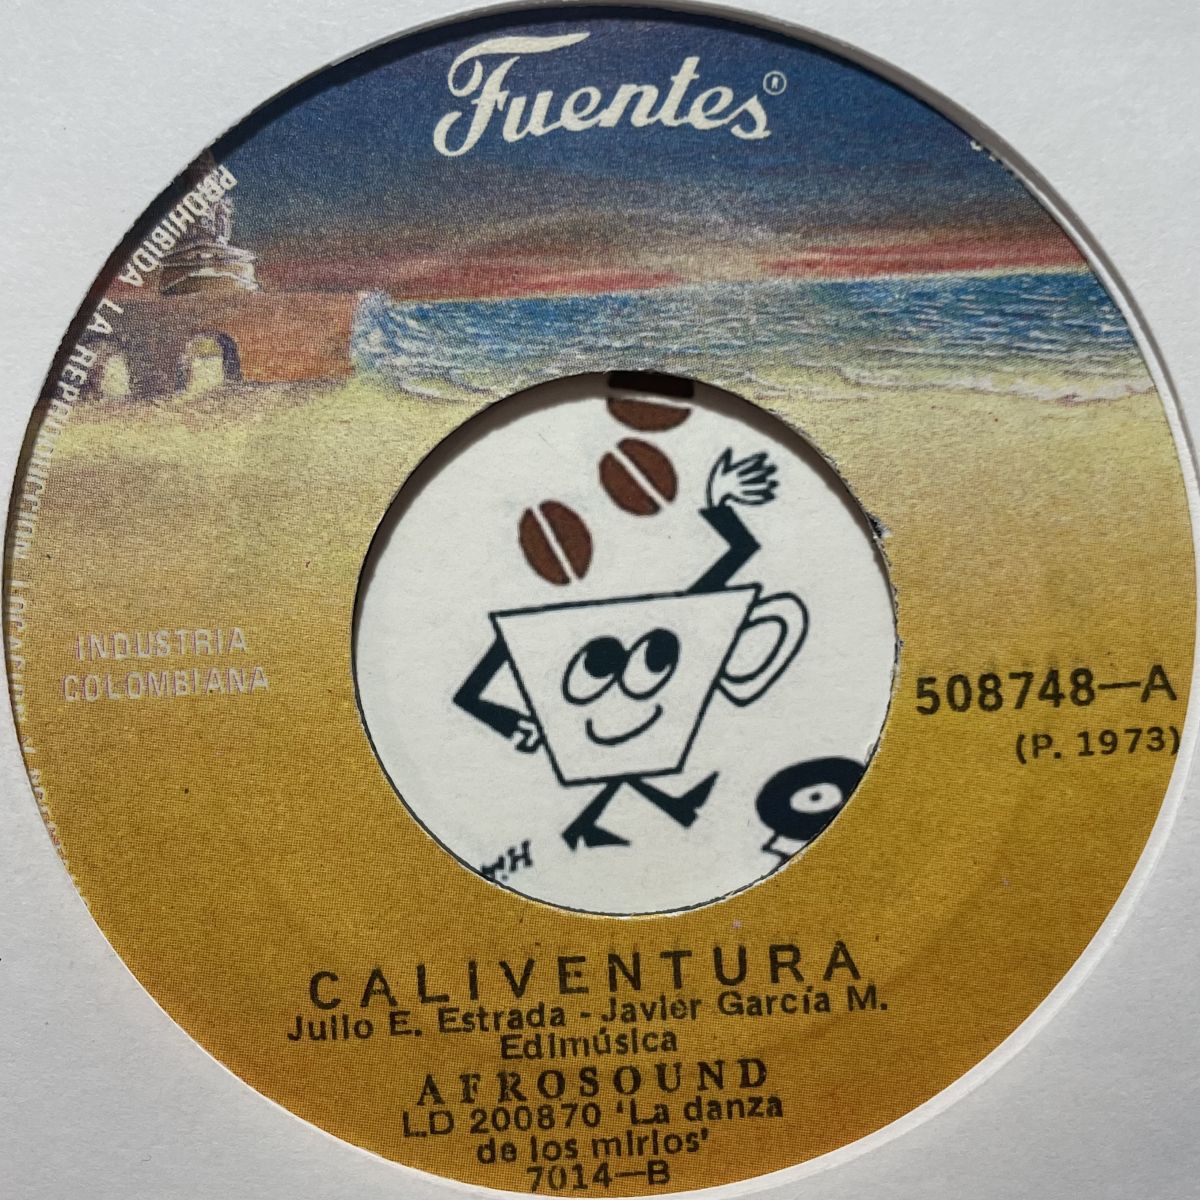 Fuentes®
PROHIBIDA LA REPRODUCCION
INDUSTRIA
COLOMBIANA
508748-A
(P. 1973)
CALIVENTURA
Julio E. Estrada - Javier García M.
Edimúsica
AFROSOUND
LD 200870 'La danza
de los mirlos'
7014-B